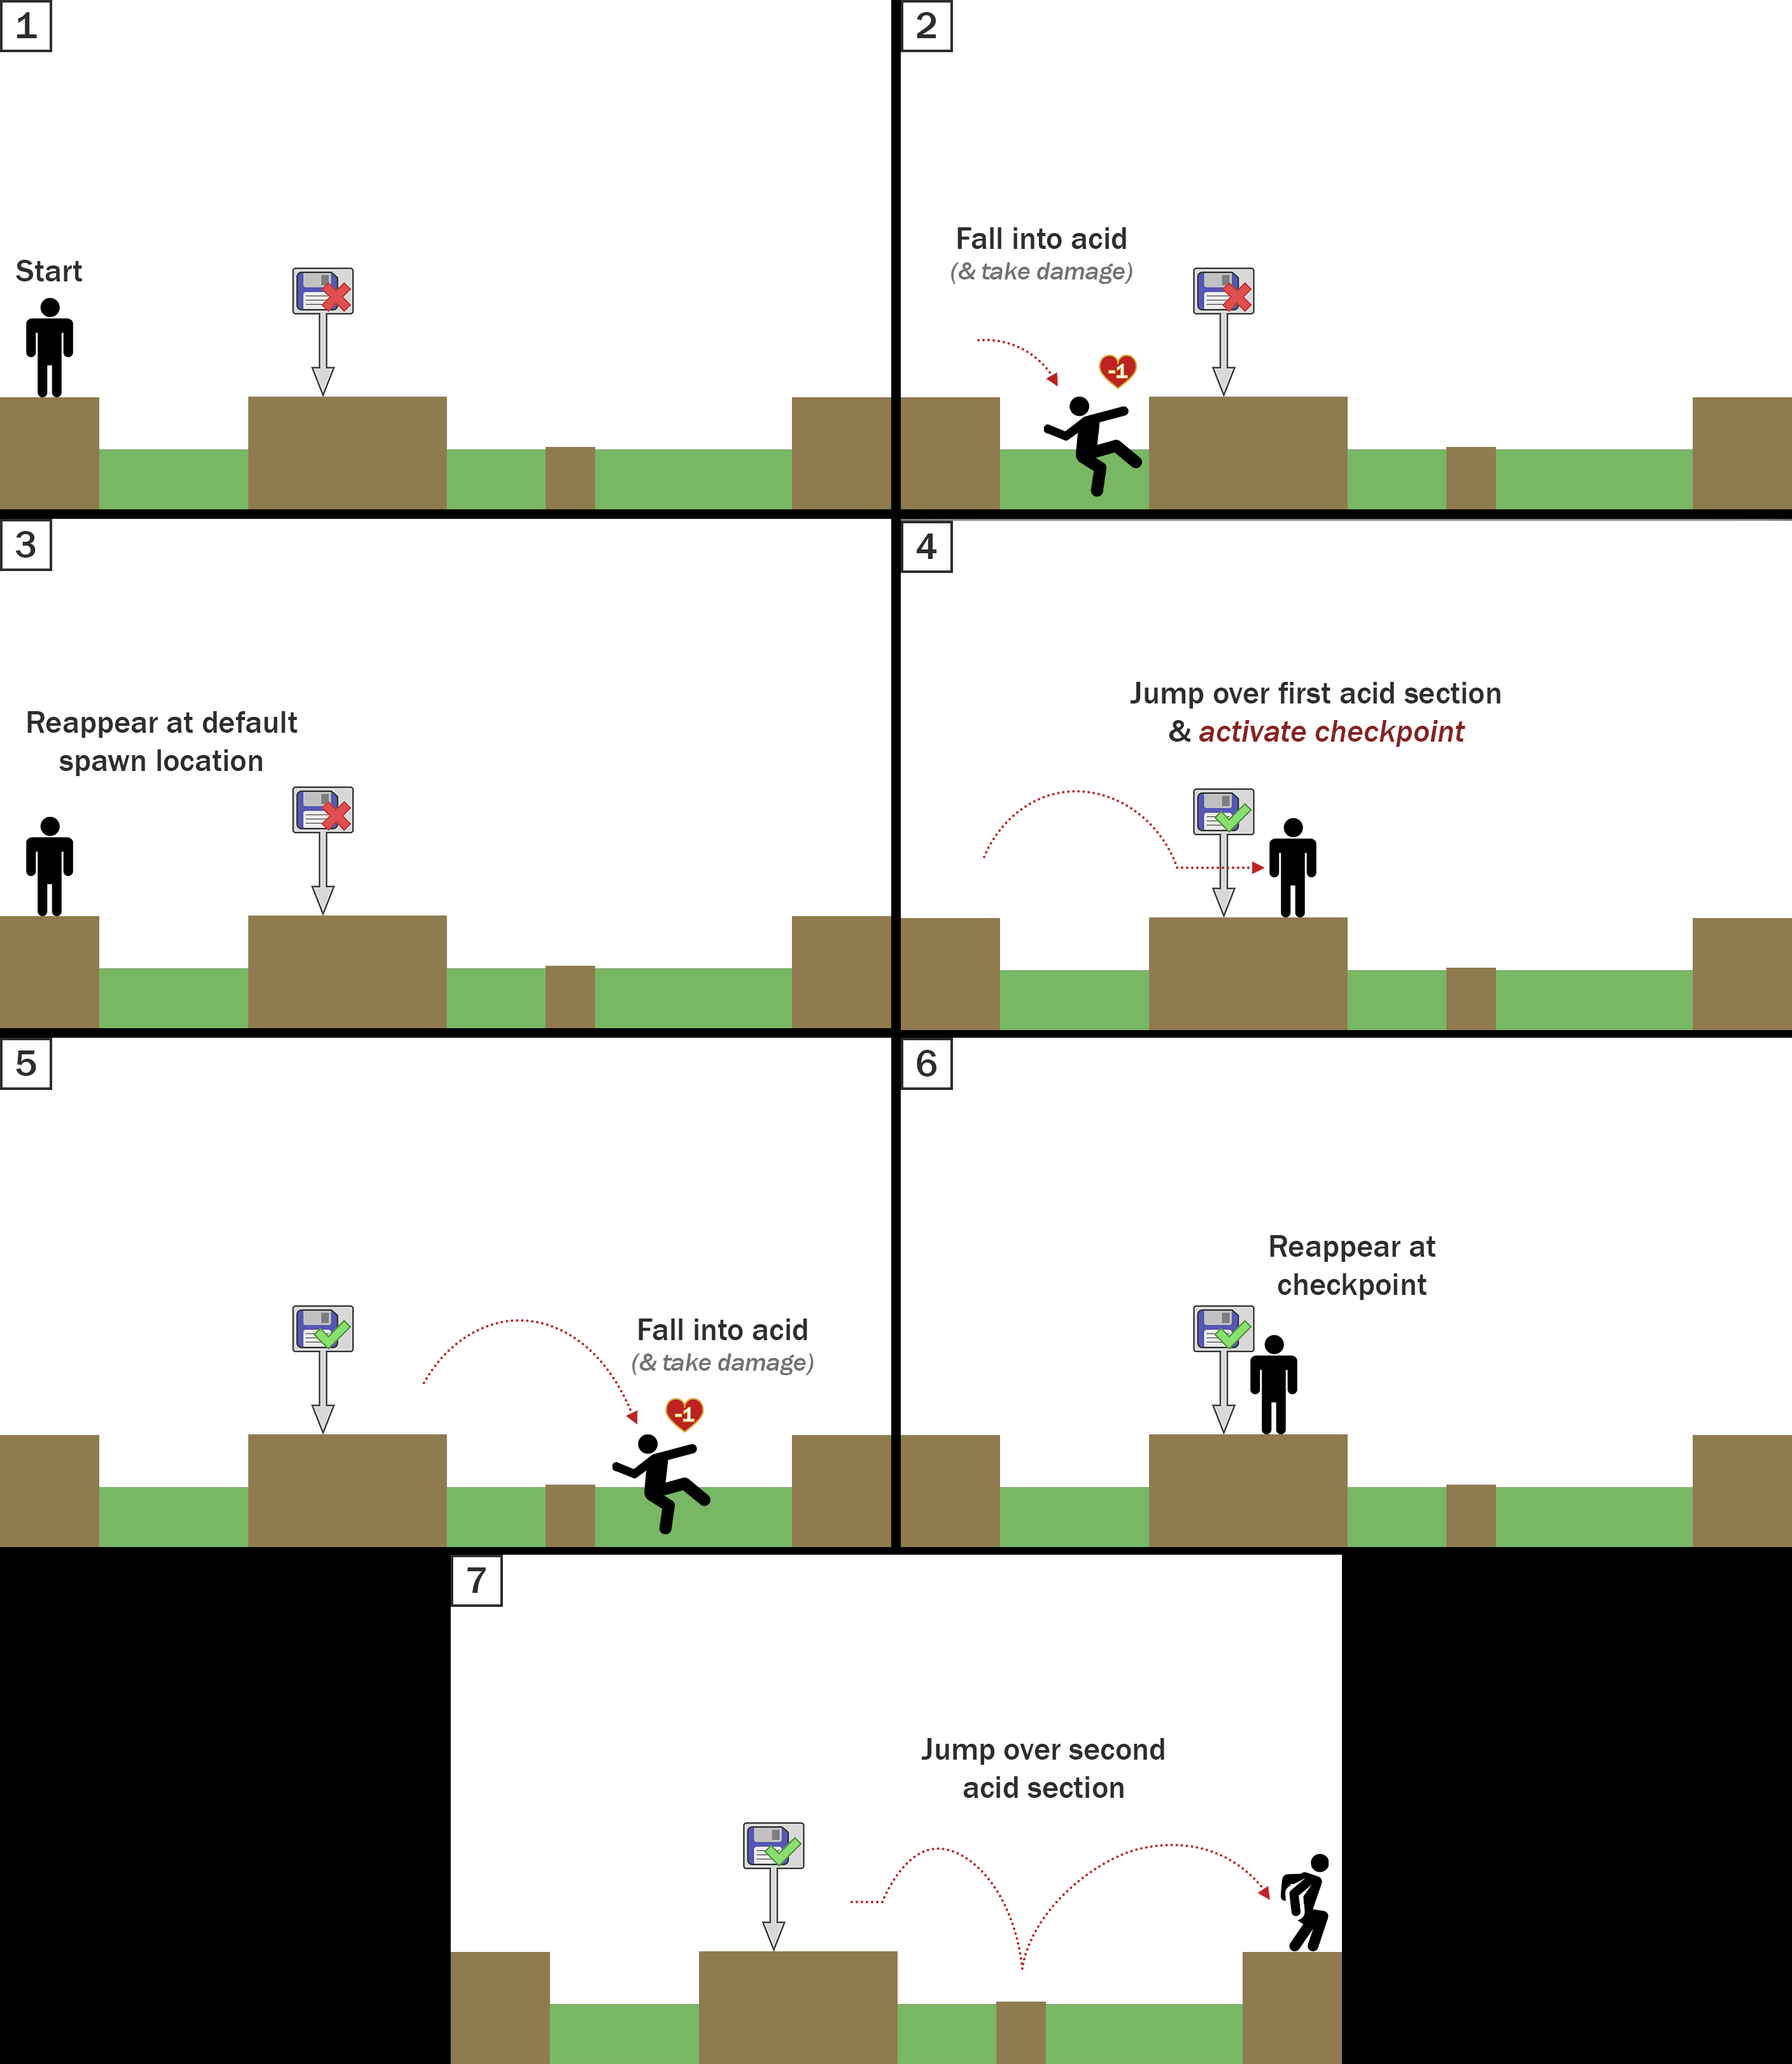 1
Start
2
Fall into acid
(& take damage)
-1
3
Reappear at default
spawn location
4
Jump over first acid section
& activate checkpoint
5
Fall into acid
(& take damage)
-1
6
Reappear at
checkpoint
7
Jump over second
acid section